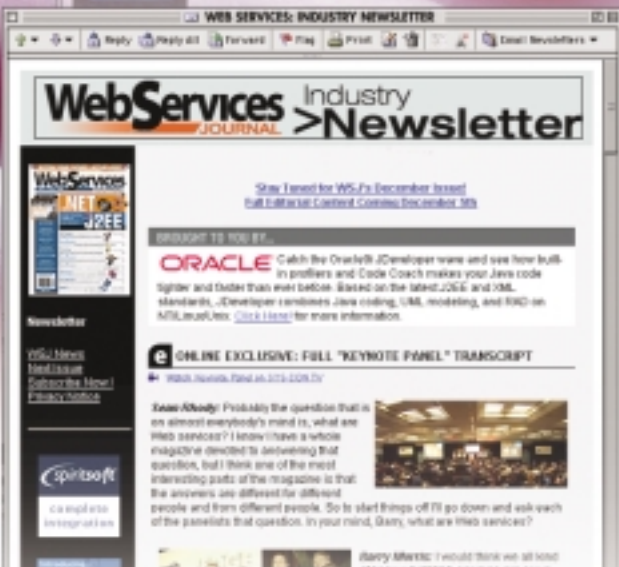 WEB SERVICES: INDUSTRY NEWSLETTER
Reply
Reply All
Forward
Flag
Print
Email Newsletters
WebServices
JOURNAL
Industry
>Newsletter
WebServices
.NET
J2EE
Stay Tuned for WSJ's December Issue!
Full Editorial Content Coming December 5th
BROUGHT TO YOU BY...
ORACLE Catch the Oracle9i JDeveloper wave and see how built-
in profilers and Code Coach makes your Java code
tighter and faster than ever before. Based on the latest J2EE and XML
standards, JDeveloper combines Java coding, UML modeling, and RAD on
NT/Linux/Unix. Click Here! for more information.
Newsletter
WSJ News
Next Issue
Subscribe Now!
Privacy Notice
e ONLINE EXCLUSIVE: FULL "KEYNOTE PANEL" TRANSCRIPT
Watch Keynote Panel on SYS-CON.TV
Sean Rhody: Probably the question that is
on almost everybody's mind is, what are
Web services? I know I have a whole
magazine devoted to answering that
question, but I think one of the most
interesting parts of the magazine is that
the answers are different for different
people and from different people. So to start things off I'll go down and ask each
of the panelists that question. In your mind, Barry, what are Web services?
spiritsoft
complete
integration
Barry Morris: I would think we all kind